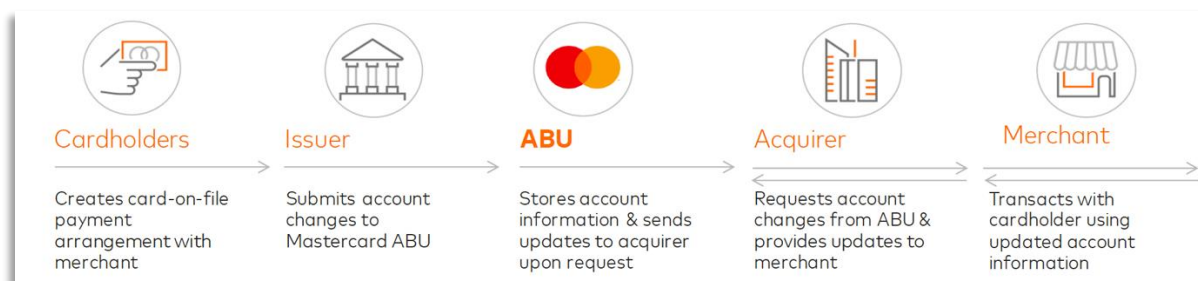 Cardholders
Creates card-on-file
payment
arrangement with
merchant
Issuer
Submits account
changes to
Mastercard ABU
ABU
Stores account
information & sends
updates to acquirer
upon request
Acquirer
Requests account
changes from ABU &
provides updates to
merchant
Merchant
Transacts with
cardholder using
updated account
information